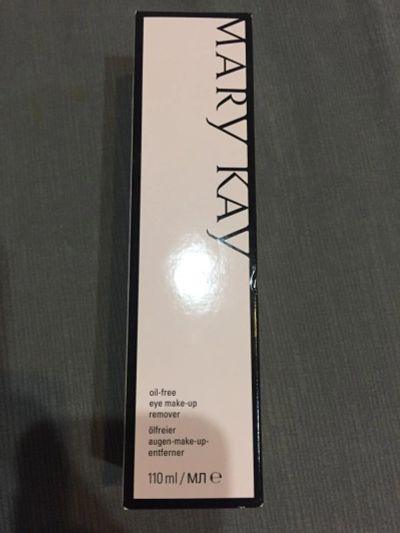 MARY KAY
oil-free
eye make-up
remover
ölfreier
augen-make-up-
entferner
110 ml / МЛ ℮